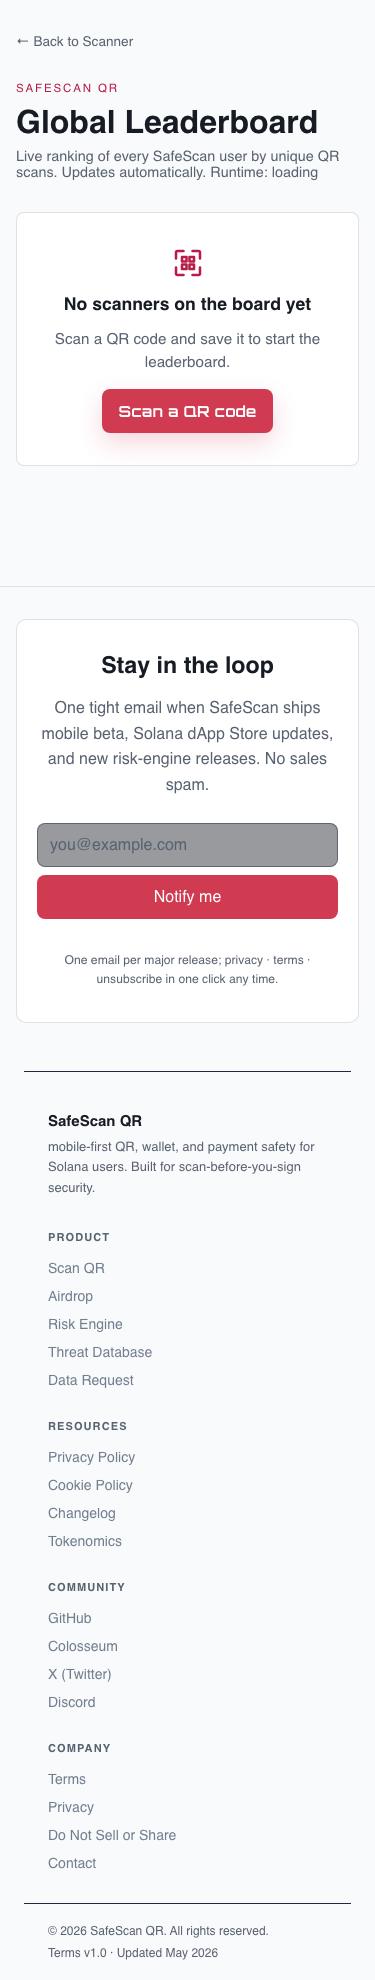 ← Back to Scanner
SAFESCAN QR
Global Leaderboard
Live ranking of every SafeScan user by unique QR
scans. Updates automatically. Runtime: loading
No scanners on the board yet
Scan a QR code and save it to start the
leaderboard.
Scan a QR code
Stay in the loop
One tight email when SafeScan ships
mobile beta, Solana dApp Store updates,
and new risk-engine releases. No sales
spam.
you@example.com
Notify me
One email per major release; privacy · terms ·
unsubscribe in one click any time.
SafeScan QR
mobile-first QR, wallet, and payment safety for
Solana users. Built for scan-before-you-sign
security.
PRODUCT
Scan QR
Airdrop
Risk Engine
Threat Database
Data Request
RESOURCES
Privacy Policy
Cookie Policy
Changelog
Tokenomics
COMMUNITY
GitHub
Colosseum
X (Twitter)
Discord
COMPANY
Terms
Privacy
Do Not Sell or Share
Contact
© 2026 SafeScan QR. All rights reserved.
Terms v1.0 · Updated May 2026